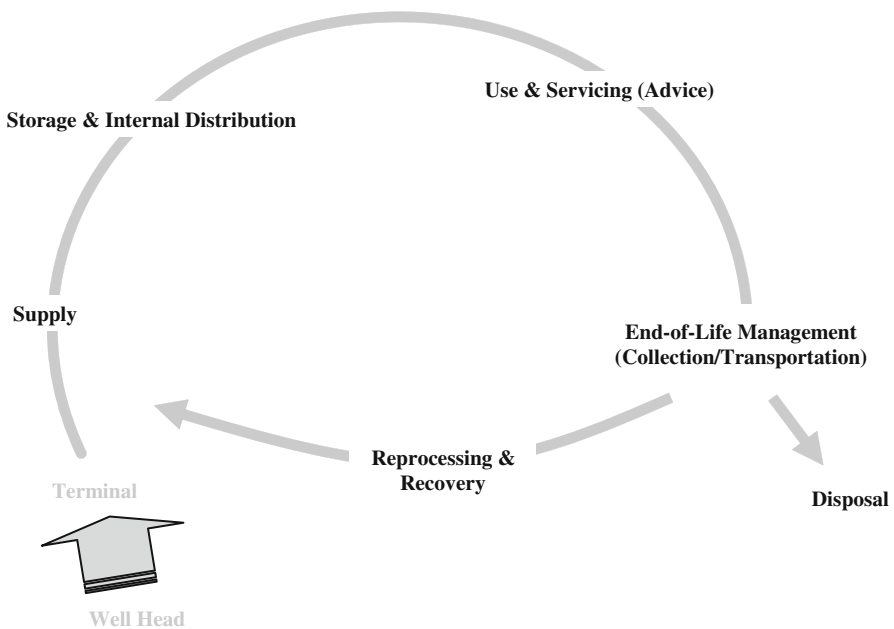 Use & Servicing (Advice)
Storage & Internal Distribution
Supply
End-of-Life Management
(Collection/Transportation)
Reprocessing &
Recovery
Terminal
Disposal
Well Head